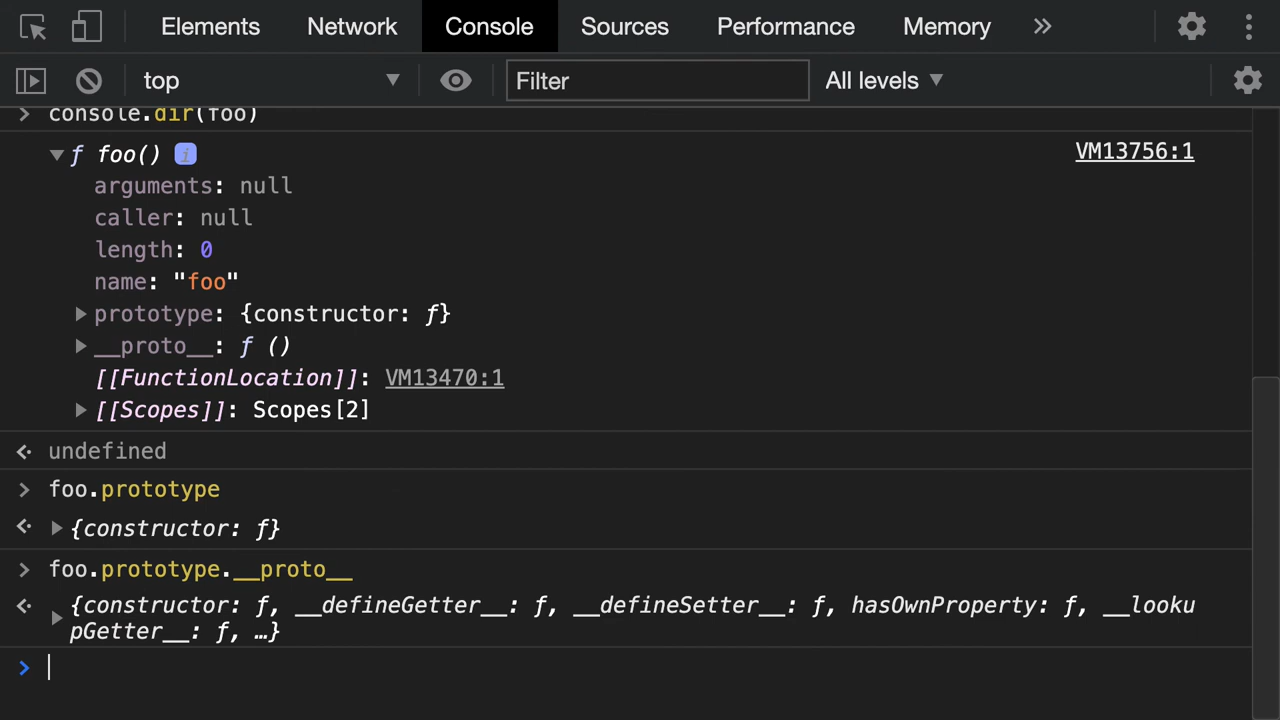 Elements Network Console Sources Performance Memory »
top Filter All levels
> console.dir(foo)
ƒ foo() i VM13756:1
arguments: null
caller: null
length: 0
name: "foo"
prototype: {constructor: ƒ}
__proto__: ƒ ()
[[FunctionLocation]]: VM13470:1
[[Scopes]]: Scopes[2]
undefined
> foo.prototype
{constructor: ƒ}
> foo.prototype.__proto__
{constructor: ƒ, __defineGetter__: ƒ, __defineSetter__: ƒ, hasOwnProperty: ƒ, __looku
pGetter__: ƒ, …}
>